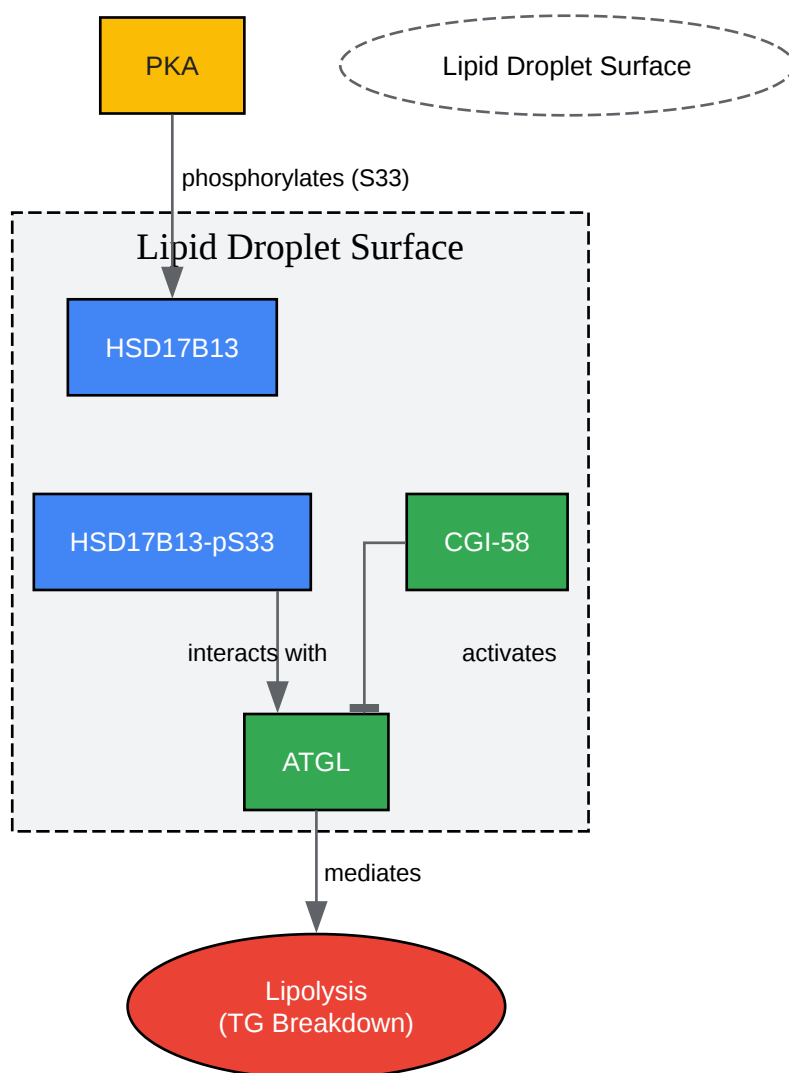 PKA
Lipid Droplet Surface
phosphorylates (S33)
Lipid Droplet Surface
HSD17B13
HSD17B13-pS33
CGI-58
interacts with
activates
ATGL
mediates
Lipolysis
(TG Breakdown)